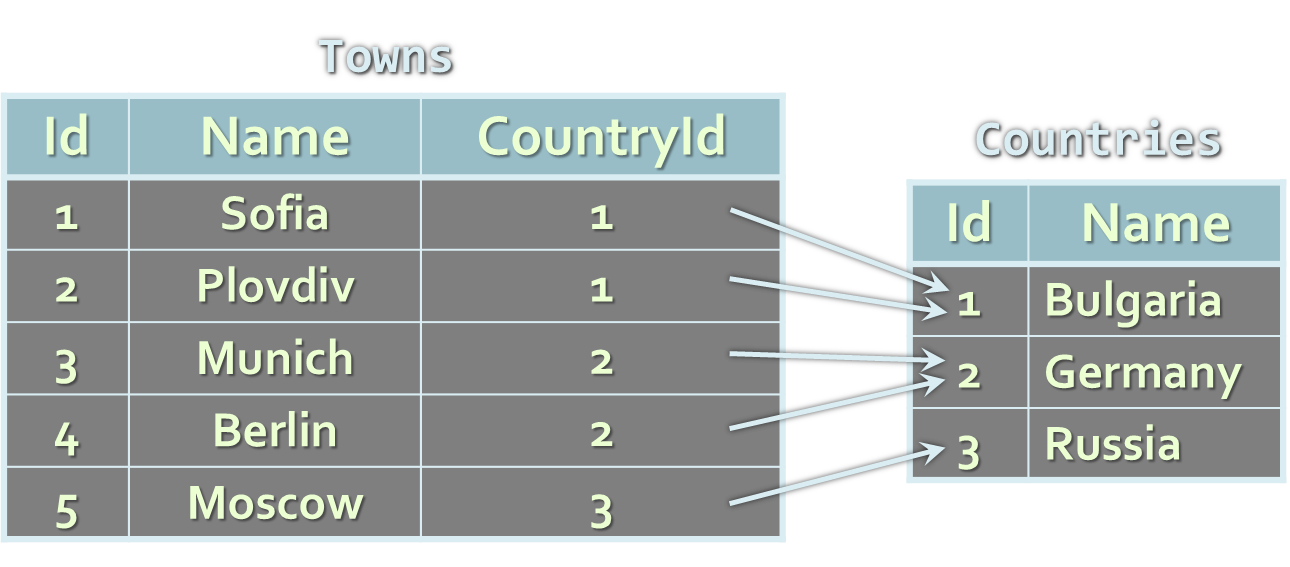 Towns
Id Name CountryId
1 Sofia 1
2 Plovdiv 1
3 Munich 2
4 Berlin 2
5 Moscow 3
Countries
Id Name
1 Bulgaria
2 Germany
3 Russia